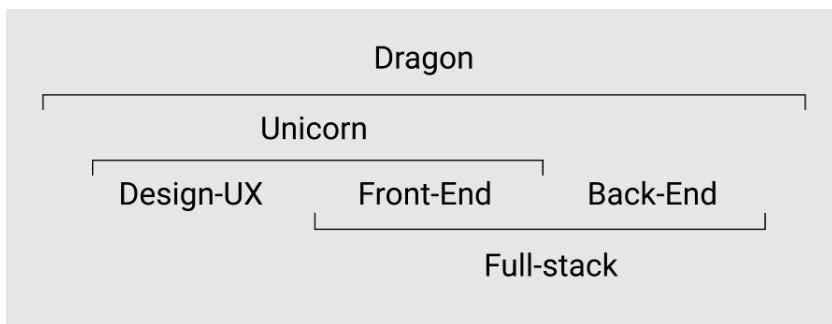 Dragon
Unicorn
Design-UX Front-End Back-End
Full-stack